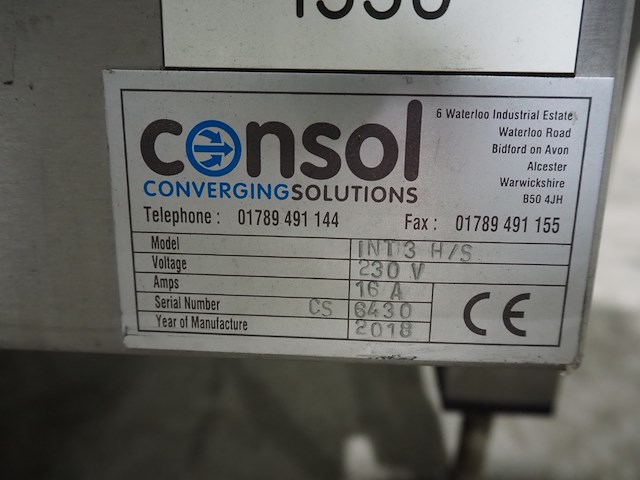 consol
CONVERGINGSOLUTIONS
6 Waterloo Industrial Estate
Waterloo Road
Bidford on Avon
Alcester
Warwickshire
B50 4JH
Telephone : 01789 491 144 Fax : 01789 491 155
Model INT3 H/S
Voltage 230 V
Amps 16 A
Serial Number CS 6430
Year of Manufacture 2018
CE